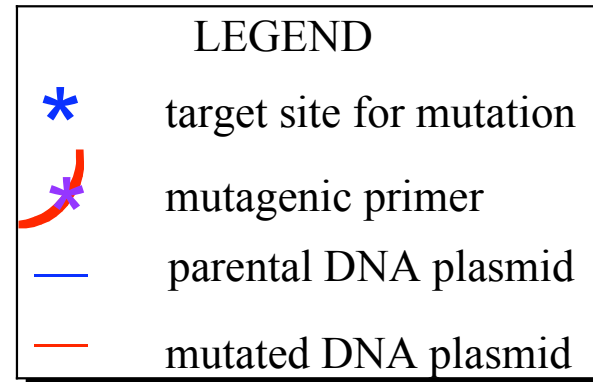 LEGEND
target site for mutation
mutagenic primer
parental DNA plasmid
mutated DNA plasmid